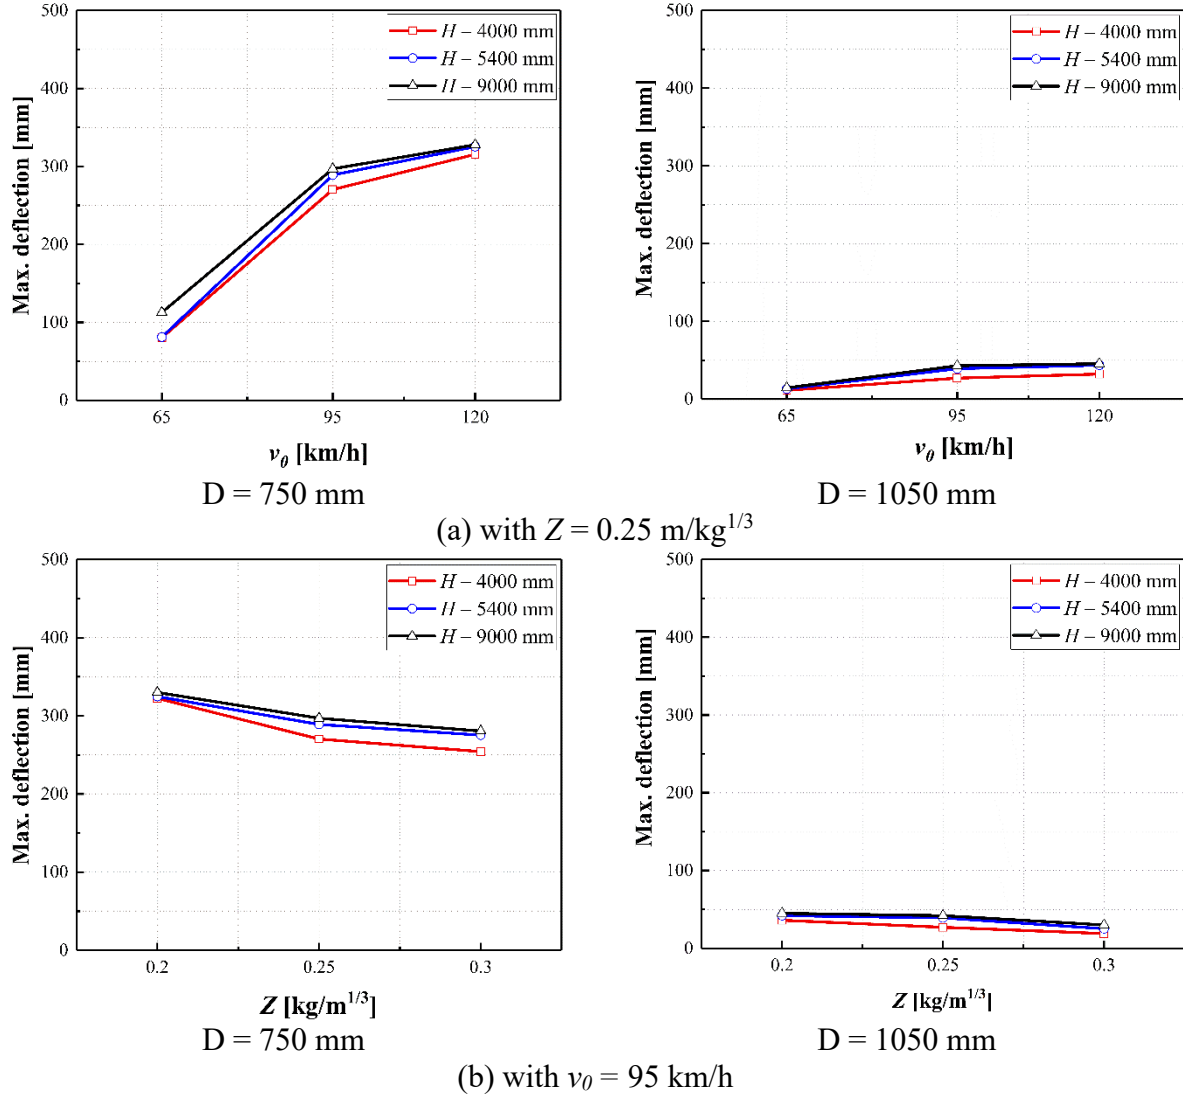 500
400
300
200
100
0
Max. deflection [mm]
H – 4000 mm
H – 5400 mm
H – 9000 mm
65 95 120
v0 [km/h]
D = 750 mm
500
400
300
200
100
0
Max. deflection [mm]
H – 4000 mm
H – 5400 mm
H – 9000 mm
65 95 120
v0 [km/h]
D = 1050 mm
(a) with Z = 0.25 m/kg1/3
500
400
300
200
100
0
Max. deflection [mm]
H – 4000 mm
H – 5400 mm
H – 9000 mm
0.2 0.25 0.3
Z [kg/m1/3]
D = 750 mm
500
400
300
200
100
0
Max. deflection [mm]
H – 4000 mm
H – 5400 mm
H – 9000 mm
0.2 0.25 0.3
Z [kg/m1/3]
D = 1050 mm
(b) with v0 = 95 km/h